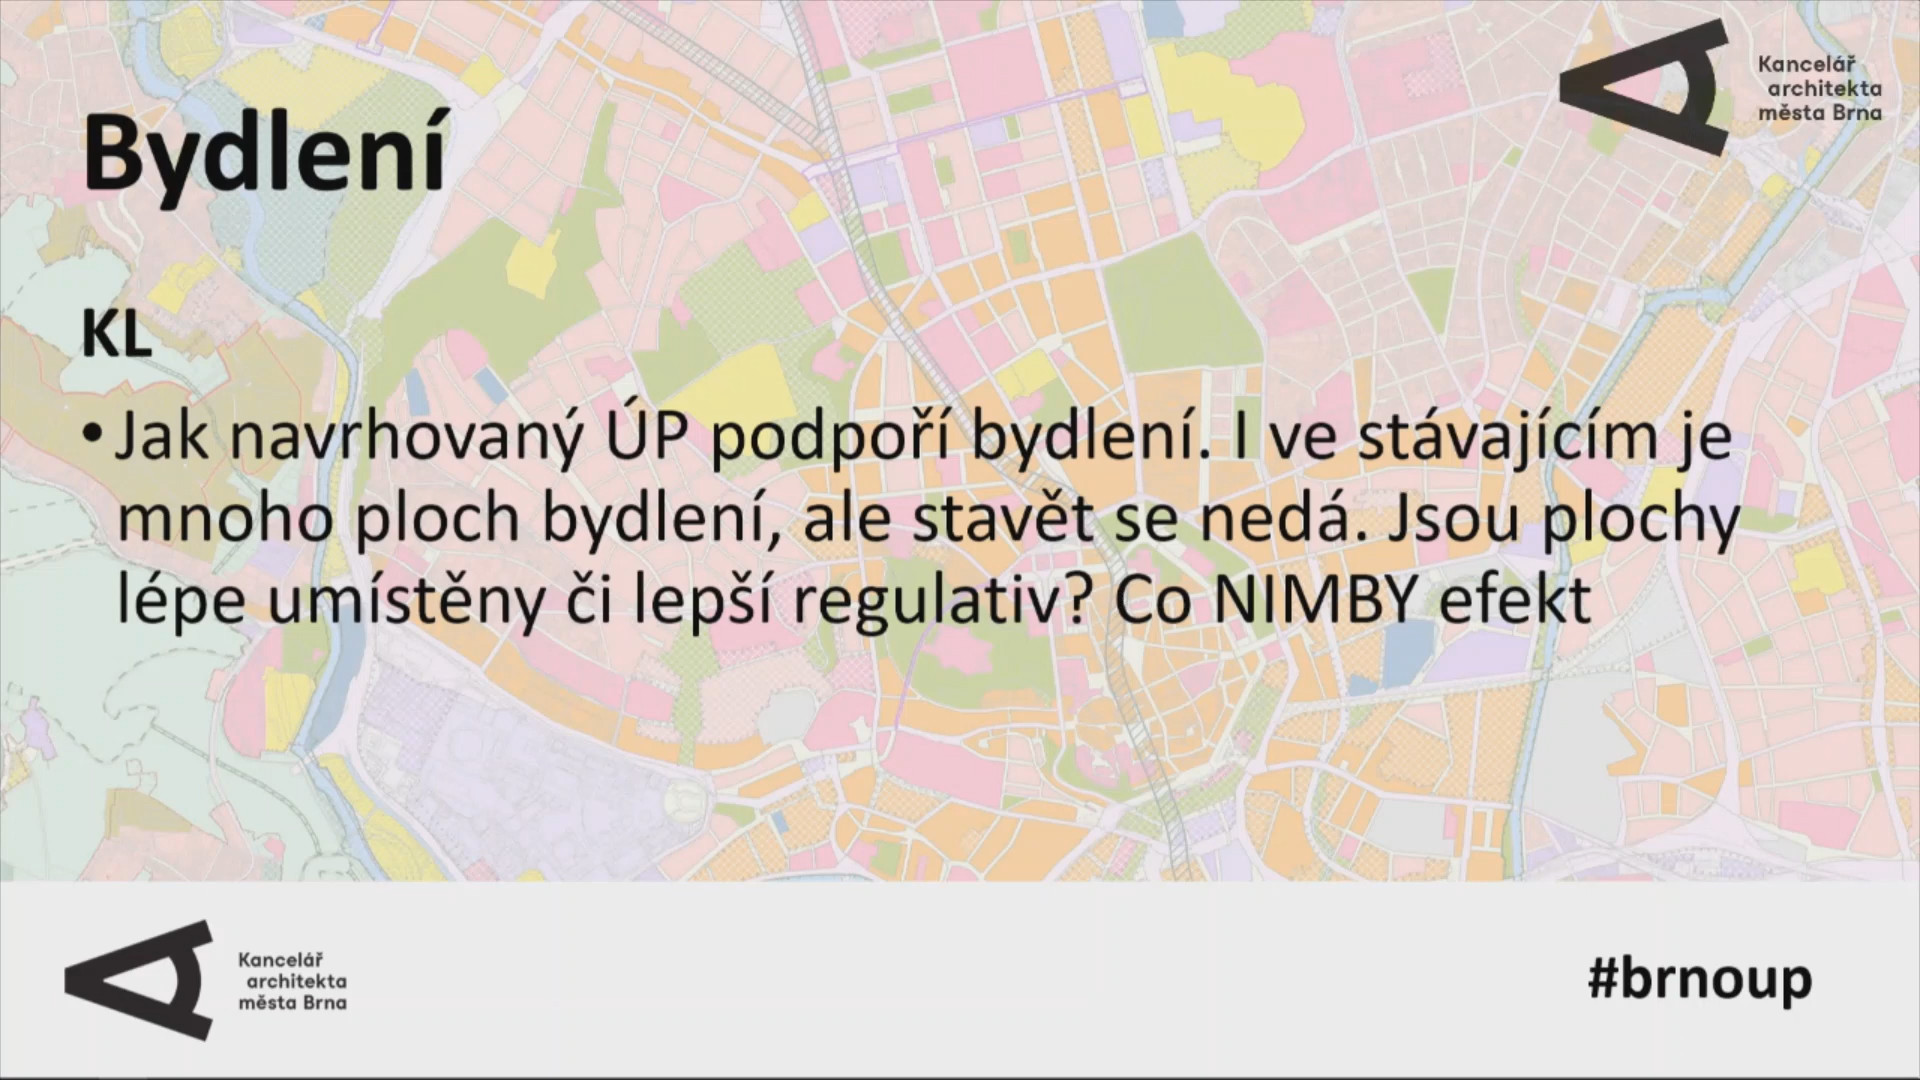 Kancelář
architekta
města Brna
Bydlení
KL
• Jak navrhovaný ÚP podpoří bydlení. I ve stávajícím je
mnoho ploch bydlení, ale stavět se nedá. Jsou plochy
lépe umístěny či lepší regulativ? Co NIMBY efekt
Kancelář
architekta
města Brna
#brnoup